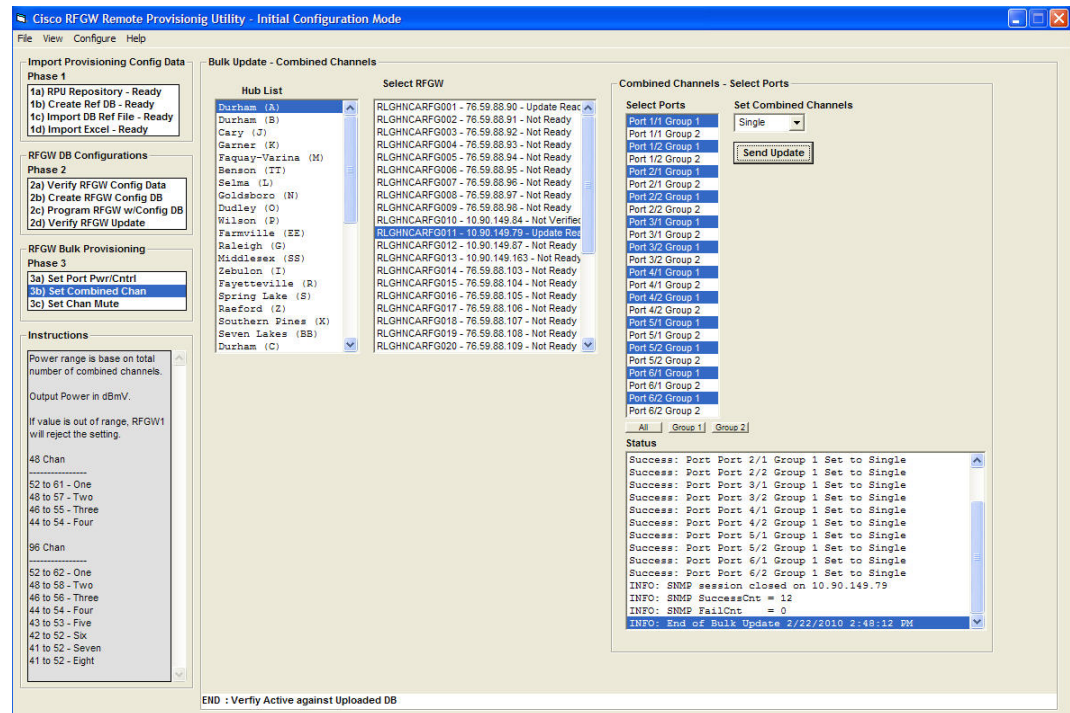 Cisco RFGW Remote Provisionig Utility - Initial Configuration Mode
File View Configure Help
Import Provisioning Config Data
Phase 1
1a) RPU Repository - Ready
1b) Create Ref DB - Ready
1c) Import DB Ref File - Ready
1d) Import Excel - Ready
RFGW DB Configurations
Phase 2
2a) Verify RFGW Config Data
2b) Create RFGW Config DB
2c) Program RFGW w/Config DB
2d) Verify RFGW Update
RFGW Bulk Provisioning
Phase 3
3a) Set Port Pwr/Cntrl
3b) Set Combined Chan
3c) Set Chan Mute
Instructions
Power range is base on total
number of combined channels.
Output Power in dBmV.
If value is out of range, RFGW1
will reject the setting.
48 Chan
----------------
52 to 61 - One
48 to 57 - Two
46 to 55 - Three
44 to 54 - Four
96 Chan
----------------
52 to 62 - One
48 to 58 - Two
46 to 56 - Three
44 to 54 - Four
43 to 53 - Five
42 to 52 - Six
41 to 52 - Seven
41 to 52 - Eight
Bulk Update - Combined Channels
Hub List
Durham (A)
Durham (B)
Cary (J)
Garner (K)
Faquay-Varina (M)
Benson (TT)
Selma (L)
Goldsboro (N)
Dudley (O)
Wilson (P)
Farmville (EE)
Raleigh (G)
Middlesex (SS)
Zebulon (I)
Fayetteville (R)
Spring Lake (S)
Raeford (Z)
Southern Pines (X)
Seven Lakes (BB)
Durham (C)
Select RFGW
RLGHNCARFG001 - 76.59.88.90 - Update Reac
RLGHNCARFG002 - 76.59.88.91 - Not Ready
RLGHNCARFG003 - 76.59.88.92 - Not Ready
RLGHNCARFG004 - 76.59.88.93 - Not Ready
RLGHNCARFG005 - 76.59.88.94 - Not Ready
RLGHNCARFG006 - 76.59.88.95 - Not Ready
RLGHNCARFG007 - 76.59.88.96 - Not Ready
RLGHNCARFG008 - 76.59.88.97 - Not Ready
RLGHNCARFG009 - 76.59.88.98 - Not Ready
RLGHNCARFG010 - 10.90.149.84 - Not Verified
RLGHNCARFG011 - 10.90.149.79 - Update Rea
RLGHNCARFG012 - 10.90.149.87 - Not Ready
RLGHNCARFG013 - 10.90.149.163 - Not Ready
RLGHNCARFG014 - 76.59.88.103 - Not Ready
RLGHNCARFG015 - 76.59.88.104 - Not Ready
RLGHNCARFG016 - 76.59.88.105 - Not Ready
RLGHNCARFG017 - 76.59.88.106 - Not Ready
RLGHNCARFG018 - 76.59.88.107 - Not Ready
RLGHNCARFG019 - 76.59.88.108 - Not Ready
RLGHNCARFG020 - 76.59.88.109 - Not Ready
Combined Channels - Select Ports
Select Ports
Port 1/1 Group 1
Port 1/1 Group 2
Port 1/2 Group 1
Port 1/2 Group 2
Port 2/1 Group 1
Port 2/1 Group 2
Port 2/2 Group 1
Port 2/2 Group 2
Port 3/1 Group 1
Port 3/1 Group 2
Port 3/2 Group 1
Port 3/2 Group 2
Port 4/1 Group 1
Port 4/1 Group 2
Port 4/2 Group 1
Port 4/2 Group 2
Port 5/1 Group 1
Port 5/1 Group 2
Port 5/2 Group 1
Port 5/2 Group 2
Port 6/1 Group 1
Port 6/1 Group 2
Port 6/2 Group 1
Port 6/2 Group 2
Set Combined Channels
Single
Send Update
All Group 1 Group 2
Status
Success: Port Port 2/1 Group 1 Set to Single
Success: Port Port 2/2 Group 1 Set to Single
Success: Port Port 3/1 Group 1 Set to Single
Success: Port Port 3/2 Group 1 Set to Single
Success: Port Port 4/1 Group 1 Set to Single
Success: Port Port 4/2 Group 1 Set to Single
Success: Port Port 5/1 Group 1 Set to Single
Success: Port Port 5/2 Group 1 Set to Single
Success: Port Port 6/1 Group 1 Set to Single
Success: Port Port 6/2 Group 1 Set to Single
INFO: SNMP session closed on 10.90.149.79
INFO: SNMP SuccessCnt = 12
INFO: SNMP FailCnt = 0
INFO: End of Bulk Update 2/22/2010 2:48:12 PM
END : Verfiy Active against Uploaded DB